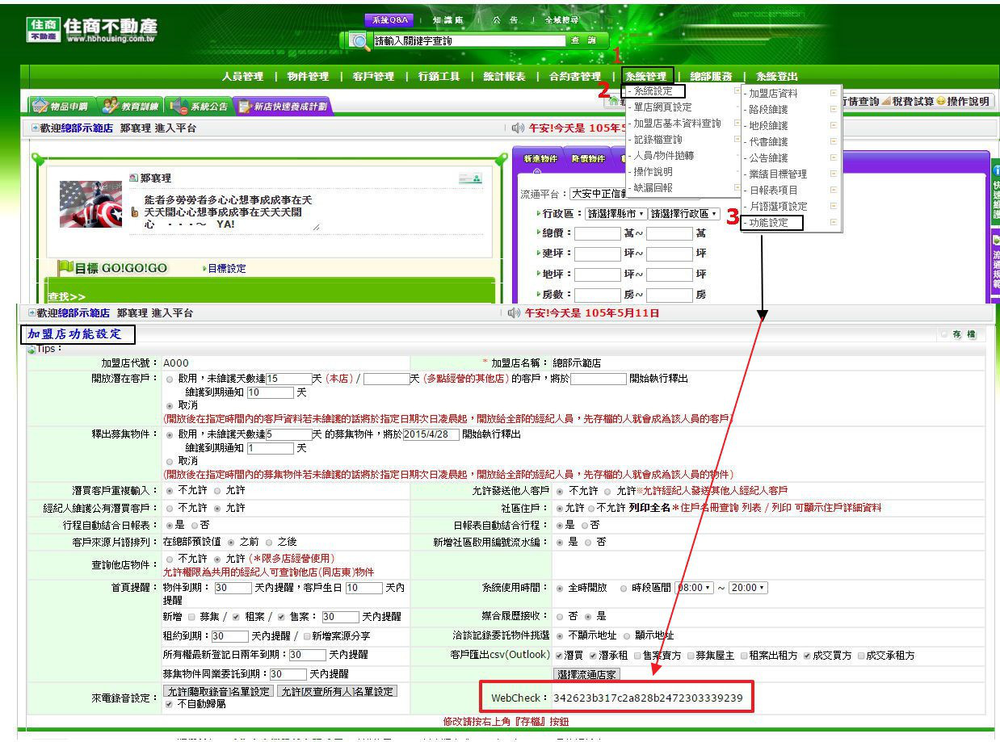 住商
不動產
住商不動產
www.hbhousing.com.tw
系統Q&A | 知識庫 | 公告 | 全域搜尋
請輸入關鍵字查詢 查詢
1
人員管理 | 物件管理 | 客戶管理 | 行銷工具 | 統計報表 | 合約書管理 | 系統管理 | 總部服務 | 系統登出
2
- 系統設定
- 單店網頁設定
- 加盟店基本資料查詢
- 記錄檔查詢
- 人員/物件拋轉
- 操作說明
- 缺漏回報
- 加盟店資料
- 路段維護
- 地段維護
- 代書維護
- 公告維護
- 業績目標管理
- 日報表項目
- 片語選項設定
3
- 功能設定
物品申購 教育訓練 系統公告 新店快速養成計劃
情查詢 稅費試算 操作說明
歡迎總部示範店 鄭襄理 進入平台
午安!今天是 105年5
新進物件 降價物件
鄭襄理
能者多勞勞者多心心想事成成事在天
天天開心心想事成成事在天天天開
心 ．．．～ YA!
目標 GO!GO!GO
目標設定
查找>>
流通平台：大安中正信義
行政區：請選擇縣市 請選擇行政區
總價： 萬~ 萬
建坪： 坪~ 坪
地坪： 坪~ 坪
房數： 房~ 房
快速維護
流通規範
歡迎總部示範店 鄭襄理 進入平台
午安!今天是 105年5月11日
加盟店功能設定
存檔
Tips：
加盟店代號： A000
* 加盟店名稱： 總部示範店
開放潛在客戶： 啟用，未維護天數達15 天 (本店) / 天 (多點經營的其他店) 的客戶，將於 開始執行釋出
維護到期通知 10 天
取消
(開放後在指定時間內的客戶資料若未維護的話將於指定日期次日凌晨起，開放給全部的經紀人員，先存檔的人就會成為該人員的客戶)
釋出募集物件： 啟用，未維護天數達5 天 的募集物件，將於2015/4/28 開始執行釋出
維護到期通知 1 天
取消
(開放後在指定時間內的募集物件若未維護的話將於指定日期次日凌晨起，開放給全部的經紀人員，先存檔的人就會成為該人員的物件)
潛買客戶重複輸入： 不允許 允許
允許發送他人客戶 不允許 允許※允許經紀人發送其他人經紀人客戶
經紀人維護公有潛買客戶： 不允許 允許
社區住戶： 允許 不允許 列印全名＊住戶名冊查詢 列表 / 列印 可顯示住戶詳細資料
行程自動結合日報表： 是 否
日報表自動結合行程： 是 否
客戶來源片語排列： 在總部預設值 之前 之後
新增社區啟用編號流水編： 是 否
查詢他店物件： 不允許 允許 (＊限多店經營使用)
允許權限為共用的經紀人可查詢他店(同店東)物件
首頁提醒： 物件到期： 30 天內提醒，客戶生日 10 天內
提醒
系統使用時間： 全時開放 時段區間 08:00 ~ 20:00
新增 募集 / 租案 / 售案： 30 天內提醒
媒合履歷接收： 否 是
租約到期：30 天內提醒 / 新增案源分享
洽談記錄委託物件挑選 不顯示地址 顯示地址
所有權最新登記日兩年到期：30 天內提醒
客戶匯出csv(Outlook) 潛買 潛承租 售案賣方 募集屋主 租案出租方 成交買方 成交承租方
募集物件同業委託到期：30 天內提醒
選擇流通店家
來電錄音設定： 允許[聽取錄音]名單設定 允許[反查所有人]名單設定
不自動歸屬
WebCheck： 342623b317c2a828b2472303339239
修改請按右上角『存檔』按鈕